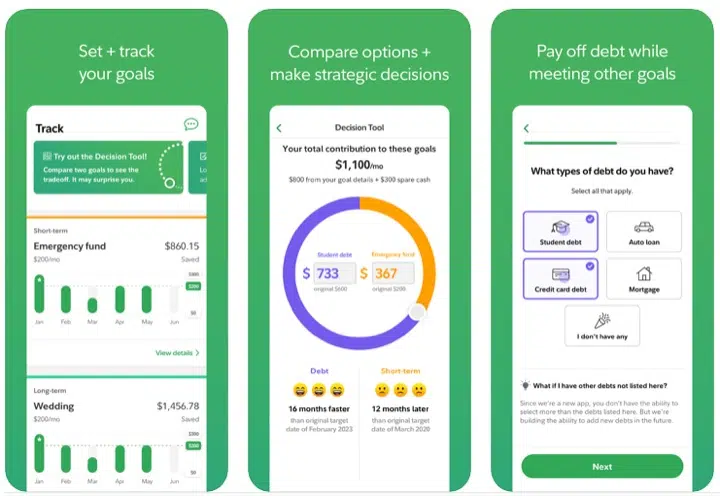 Set + track
your goals
Track
Try out the Decision Tool!
Compare two goals to see the
tradeoff. It may surprise you.
Short-term
Emergency fund $860.15
$200/mo Saved
$300
$200
$0
Jan Feb Mar Apr May Jun
View details >
Long-term
Wedding $1,456.78
$200/mo Saved
$300
$200
$0
Jan Feb Mar Apr May Jun
Compare options +
make strategic decisions
Decision Tool
Your total contribution to these goals
$1,100/mo
$800 from your goal details + $300 spare cash
Student debt Emergency fund
$ 733 $ 367
original $600 original $200
Debt Short-term
16 months faster 12 months later
than original target than original target
date of February 2023 date of March 2020
Pay off debt while
meeting other goals
What types of debt do you have?
Select all that apply.
Student debt Auto loan
Credit card debt Mortgage
I don't have any
What if I have other debts not listed here?
Since we're a new app, you don't have the ability to
select more than the debts listed here. But we're
building the ability to add new debts in the future.
Next